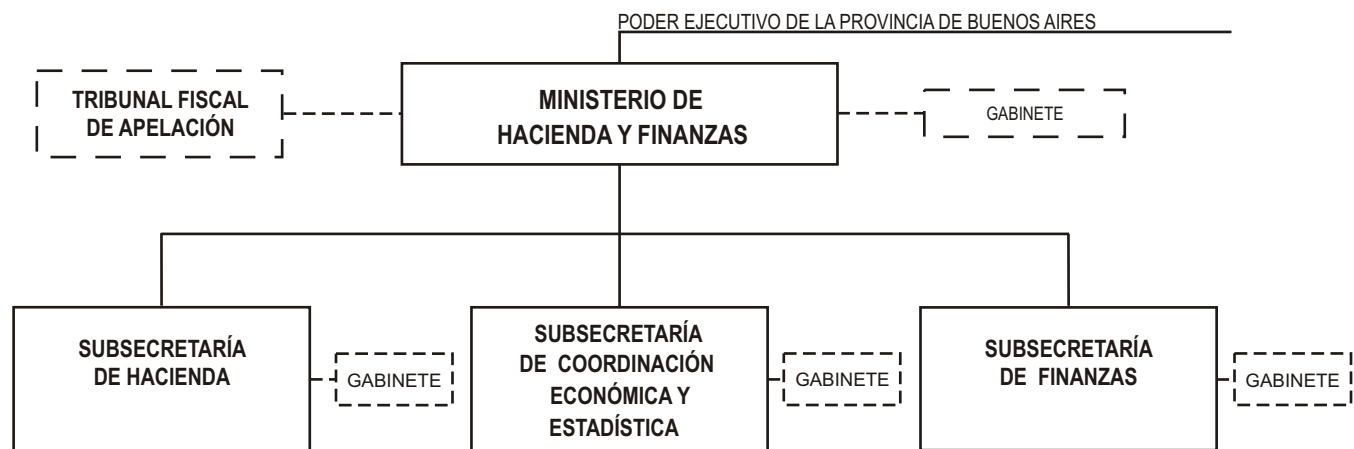 PODER EJECUTIVO DE LA PROVINCIA DE BUENOS AIRES
TRIBUNAL FISCAL
DE APELACIÓN
MINISTERIO DE
HACIENDA Y FINANZAS
GABINETE
SUBSECRETARÍA
DE HACIENDA
GABINETE
SUBSECRETARÍA
DE COORDINACIÓN
ECONÓMICA Y
ESTADÍSTICA
GABINETE
SUBSECRETARÍA
DE FINANZAS
GABINETE